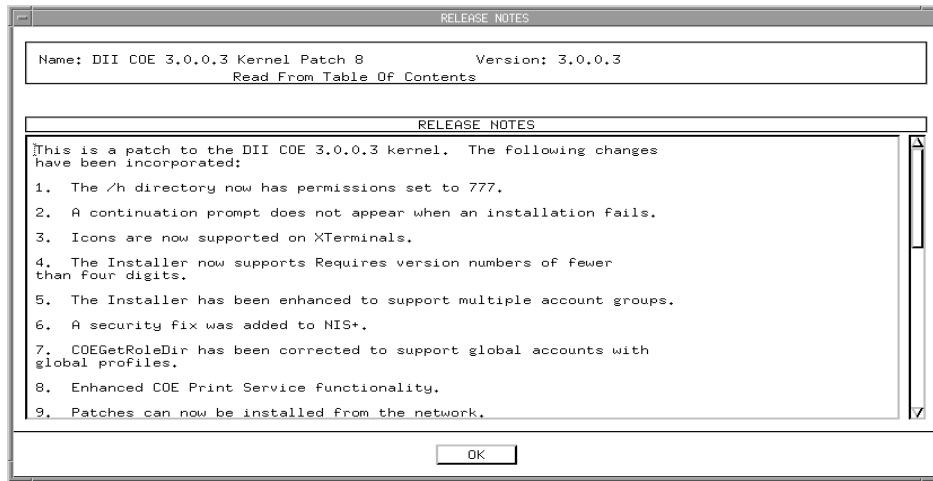 RELEASE NOTES
Name: DII COE 3.0.0.3 Kernel Patch 8 Version: 3.0.0.3
Read From Table Of Contents
RELEASE NOTES
This is a patch to the DII COE 3.0.0.3 kernel. The following changes
have been incorporated:
1. The /h directory now has permissions set to 777.
2. A continuation prompt does not appear when an installation fails.
3. Icons are now supported on XTerminals.
4. The Installer now supports Requires version numbers of fewer
than four digits.
5. The Installer has been enhanced to support multiple account groups.
6. A security fix was added to NIS+.
7. COEGetRoleDir has been corrected to support global accounts with
global profiles.
8. Enhanced COE Print Service functionality.
9. Patches can now be installed from the network.
OK